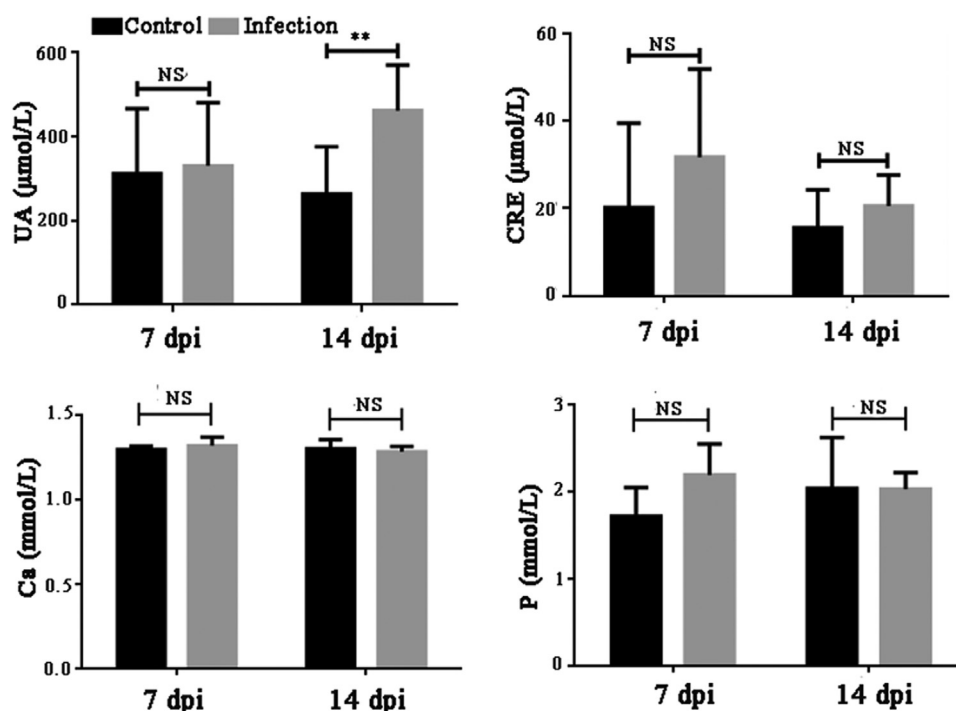 Control Infection
UA (μmol/L)
600
400
200
0
NS
**
7 dpi 14 dpi
CRE (μmol/L)
60
40
20
0
NS
NS
7 dpi 14 dpi
Ca (mmol/L)
1.5
1.0
0.5
0.0
NS
NS
7 dpi 14 dpi
P (mmol/L)
3
2
1
0
NS
NS
7 dpi 14 dpi